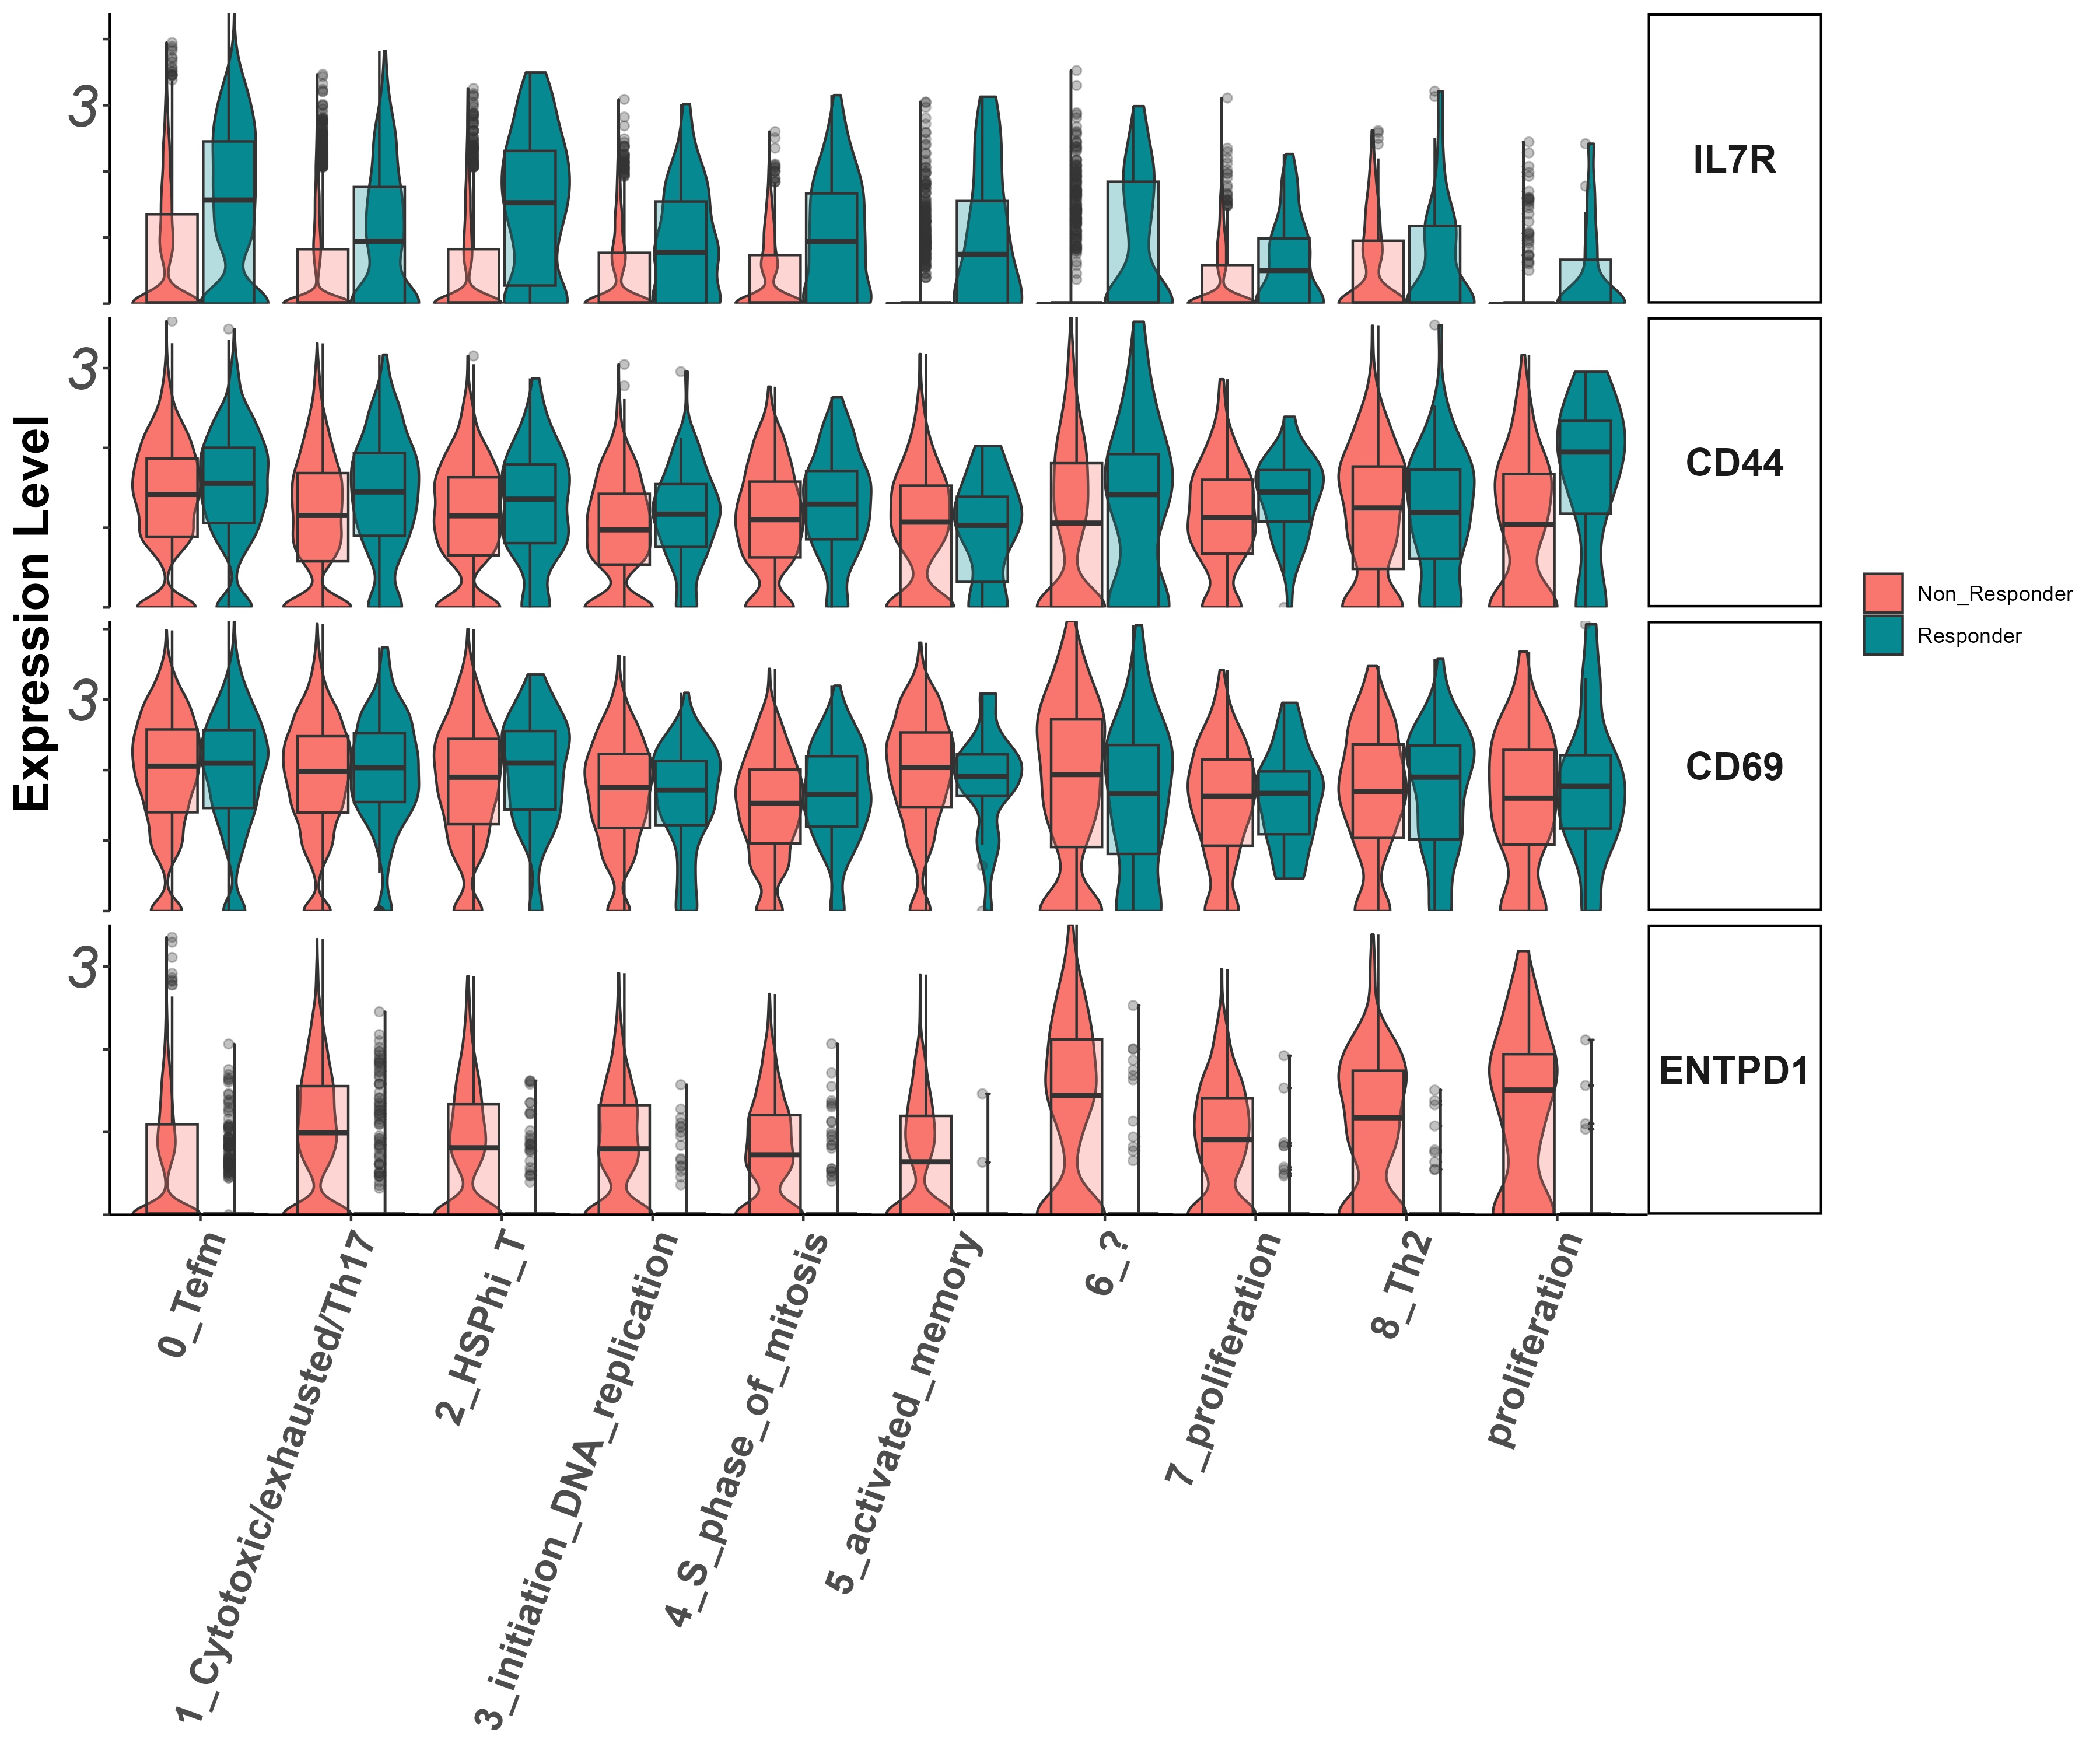 Expression Level
3
IL7R
3
CD44
3
CD69
3
ENTPD1
Non_Responder
Responder
0_Tefm
1_Cytotoxic/exhausted/Th17
2_HSPhi_T
3_initiation_DNA_replication
4_S_phase_of_mitosis
5_activated_memory
6_?
7_proliferation
8_Th2
proliferation